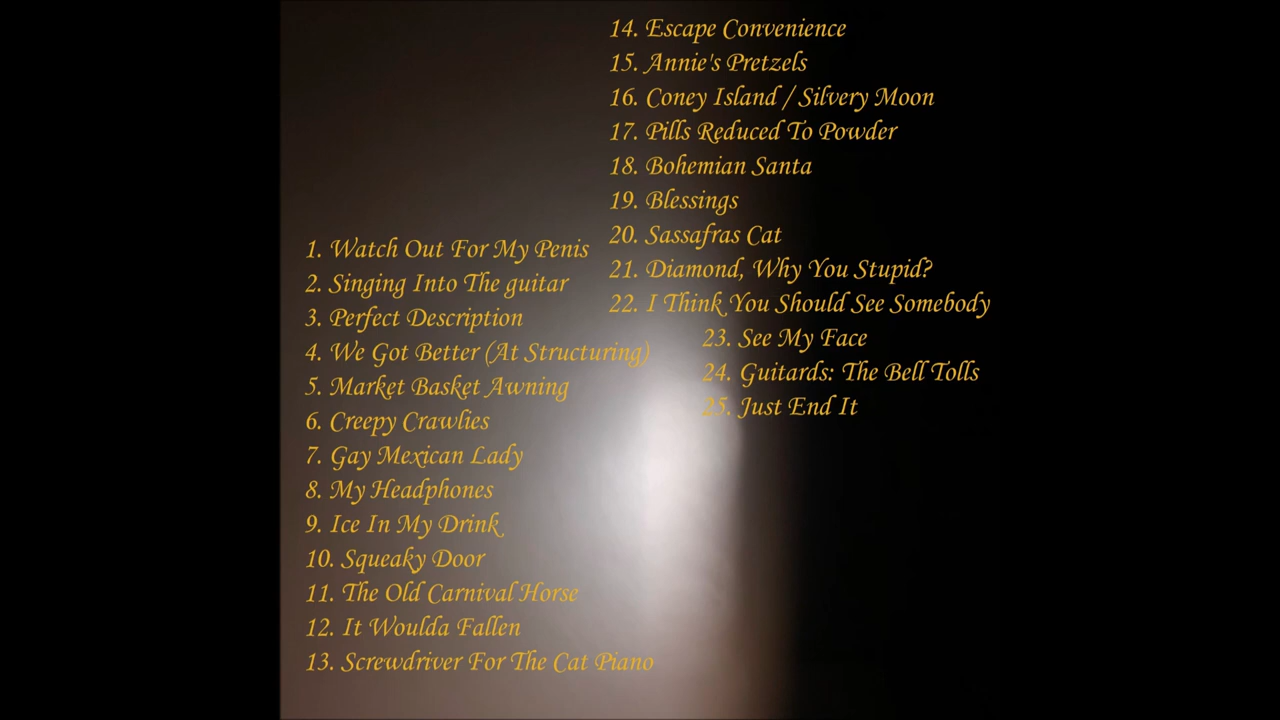 1. Watch Out For My Penis
2. Singing Into The guitar
3. Perfect Description
4. We Got Better (At Structuring)
5. Market Basket Awning
6. Creepy Crawlies
7. Gay Mexican Lady
8. My Headphones
9. Ice In My Drink
10. Squeaky Door
11. The Old Carnival Horse
12. It Woulda Fallen
13. Screwdriver For The Cat Piano
14. Escape Convenience
15. Annie's Pretzels
16. Coney Island / Silvery Moon
17. Pills Reduced To Powder
18. Bohemian Santa
19. Blessings
20. Sassafras Cat
21. Diamond, Why You Stupid?
22. I Think You Should See Somebody
23. See My Face
24. Guitards: The Bell Tolls
25. Just End It